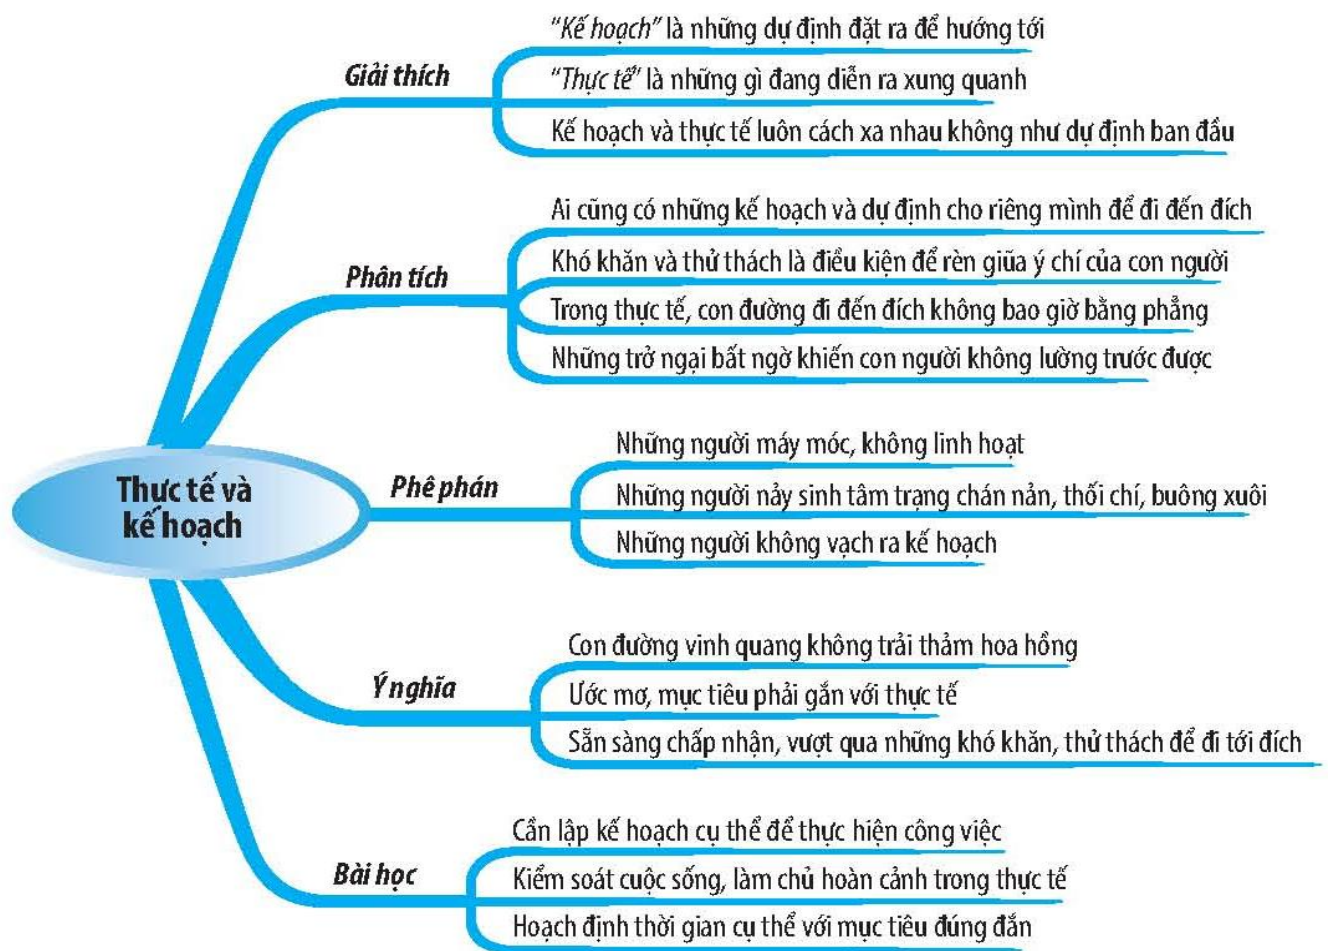 Thực tế và
kế hoạch
Giải thích
"Kế hoạch" là những dự định đặt ra để hướng tới
"Thực tế" là những gì đang diễn ra xung quanh
Kế hoạch và thực tế luôn cách xa nhau không như dự định ban đầu
Phân tích
Ai cũng có những kế hoạch và dự định cho riêng mình để đi đến đích
Khó khăn và thử thách là điều kiện để rèn giũa ý chí của con người
Trong thực tế, con đường đi đến đích không bao giờ bằng phẳng
Những trở ngại bất ngờ khiến con người không lường trước được
Phê phán
Những người máy móc, không linh hoạt
Những người nảy sinh tâm trạng chán nản, thối chí, buông xuôi
Những người không vạch ra kế hoạch
Ý nghĩa
Con đường vinh quang không trải thảm hoa hồng
Ước mơ, mục tiêu phải gắn với thực tế
Sẵn sàng chấp nhận, vượt qua những khó khăn, thử thách để đi tới đích
Bài học
Cần lập kế hoạch cụ thể để thực hiện công việc
Kiểm soát cuộc sống, làm chủ hoàn cảnh trong thực tế
Hoạch định thời gian cụ thể với mục tiêu đúng đắn